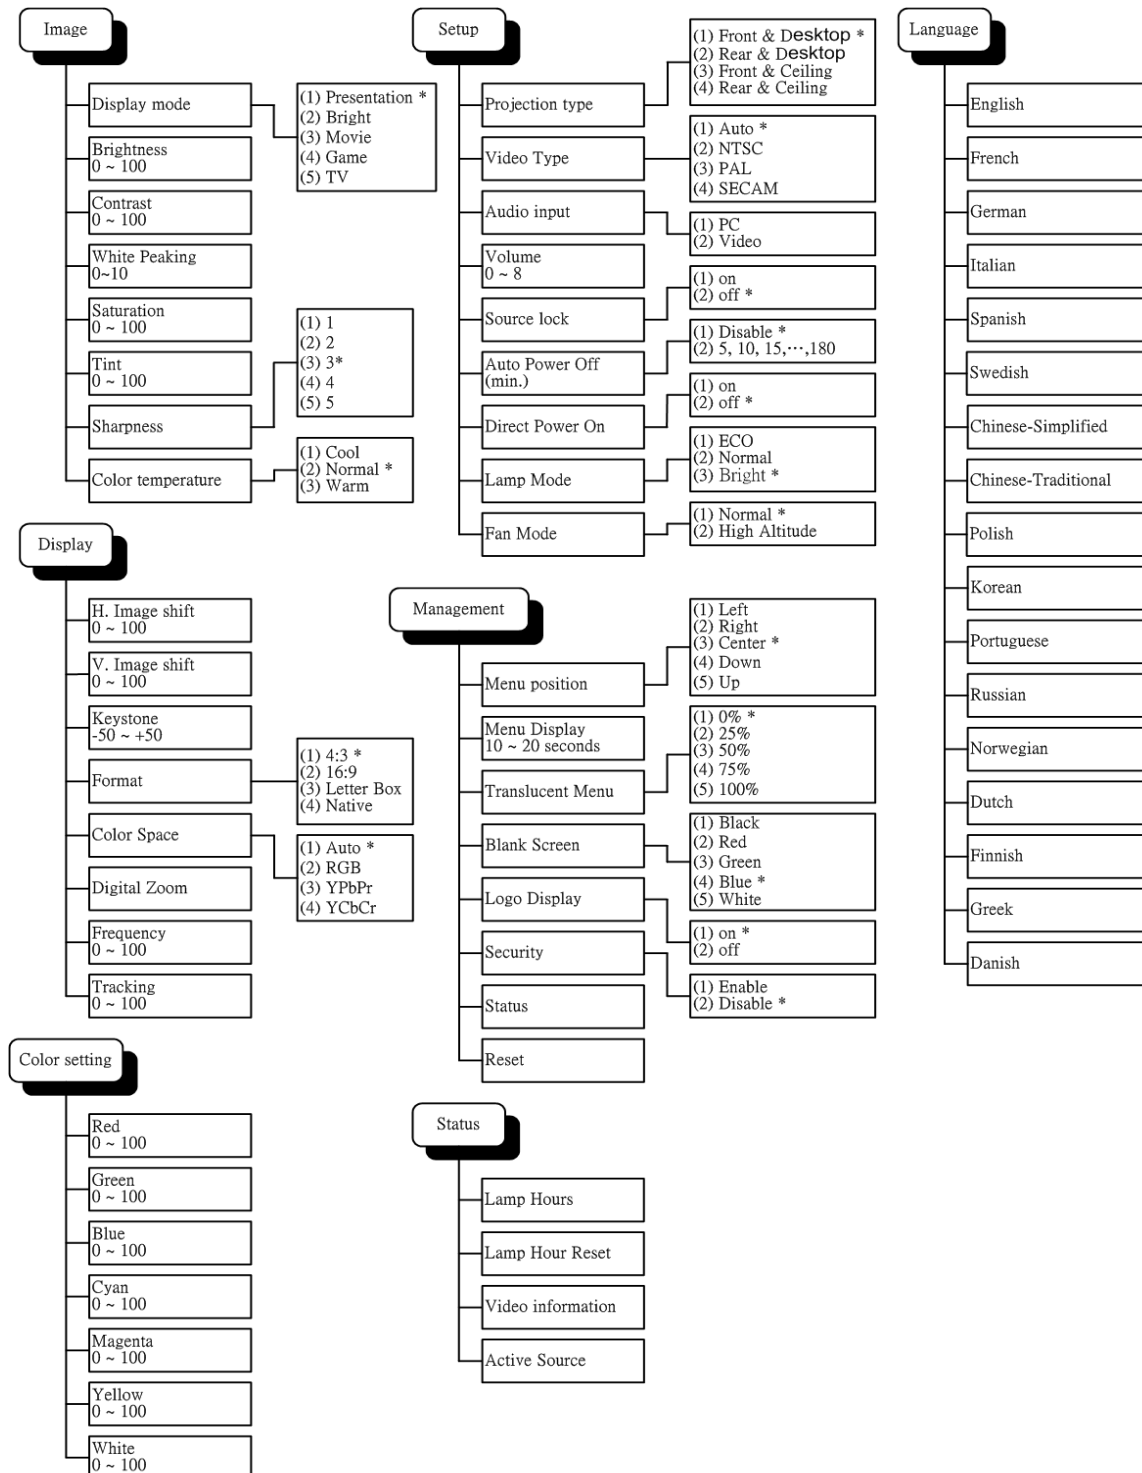 Image
Display mode
(1) Presentation *
(2) Bright
(3) Movie
(4) Game
(5) TV
Brightness
0 ~ 100
Contrast
0 ~ 100
White Peaking
0~10
Saturation
0 ~ 100
Tint
0 ~ 100
Sharpness
(1) 1
(2) 2
(3) 3*
(4) 4
(5) 5
Color temperature
(1) Cool
(2) Normal *
(3) Warm
Display
H. Image shift
0 ~ 100
V. Image shift
0 ~ 100
Keystone
-50 ~ +50
Format
(1) 4:3 *
(2) 16:9
(3) Letter Box
(4) Native
Color Space
(1) Auto *
(2) RGB
(3) YPbPr
(4) YCbCr
Digital Zoom
Frequency
0 ~ 100
Tracking
0 ~ 100
Color setting
Red
0 ~ 100
Green
0 ~ 100
Blue
0 ~ 100
Cyan
0 ~ 100
Magenta
0 ~ 100
Yellow
0 ~ 100
White
0 ~ 100
Setup
Projection type
(1) Front & Desktop *
(2) Rear & Desktop
(3) Front & Ceiling
(4) Rear & Ceiling
Video Type
(1) Auto *
(2) NTSC
(3) PAL
(4) SECAM
Audio input
(1) PC
(2) Video
Volume
0 ~ 8
Source lock
(1) on
(2) off *
Auto Power Off
(min.)
(1) Disable *
(2) 5, 10, 15,⋯,180
Direct Power On
(1) on
(2) off *
Lamp Mode
(1) ECO
(2) Normal
(3) Bright *
Fan Mode
(1) Normal *
(2) High Altitude
Management
Menu position
(1) Left
(2) Right
(3) Center *
(4) Down
(5) Up
Menu Display
10 ~ 20 seconds
Translucent Menu
(1) 0% *
(2) 25%
(3) 50%
(4) 75%
(5) 100%
Blank Screen
(1) Black
(2) Red
(3) Green
(4) Blue *
(5) White
Logo Display
(1) on *
(2) off
Security
(1) Enable
(2) Disable *
Status
Reset
Status
Lamp Hours
Lamp Hour Reset
Video information
Active Source
Language
English
French
German
Italian
Spanish
Swedish
Chinese-Simplified
Chinese-Traditional
Polish
Korean
Portuguese
Russian
Norwegian
Dutch
Finnish
Greek
Danish